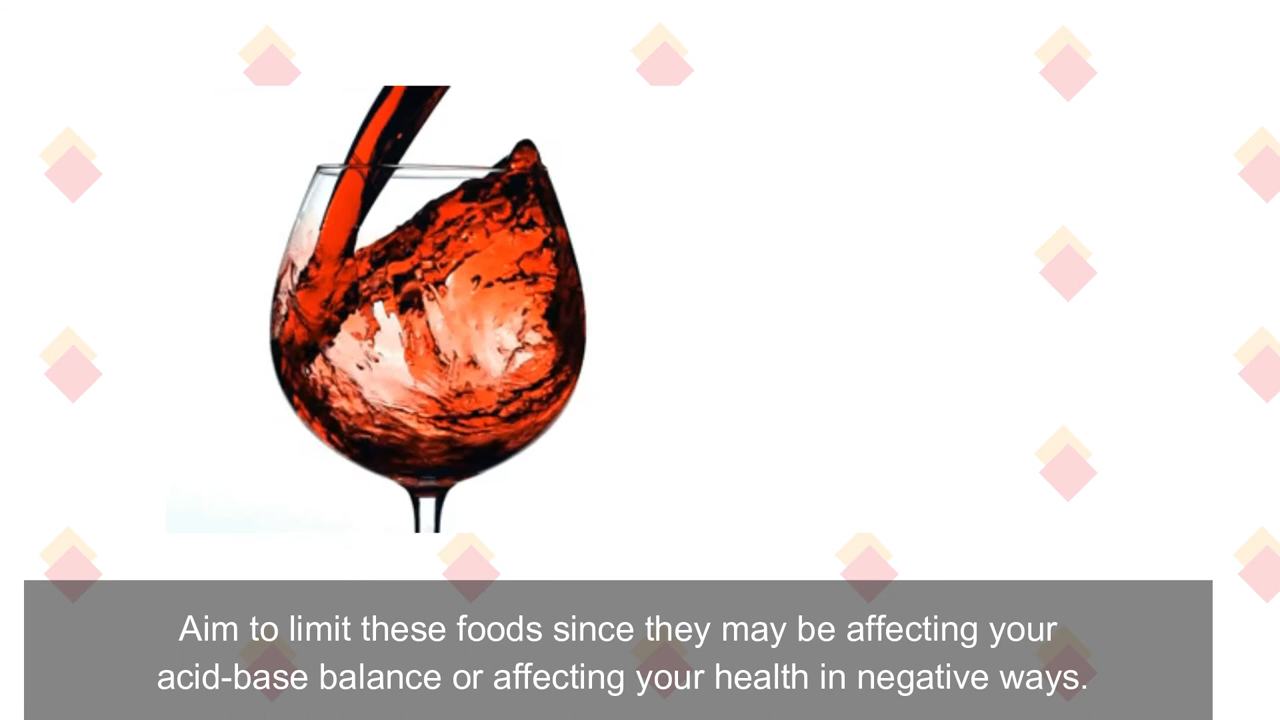 Aim to limit these foods since they may be affecting your
acid-base balance or affecting your health in negative ways.